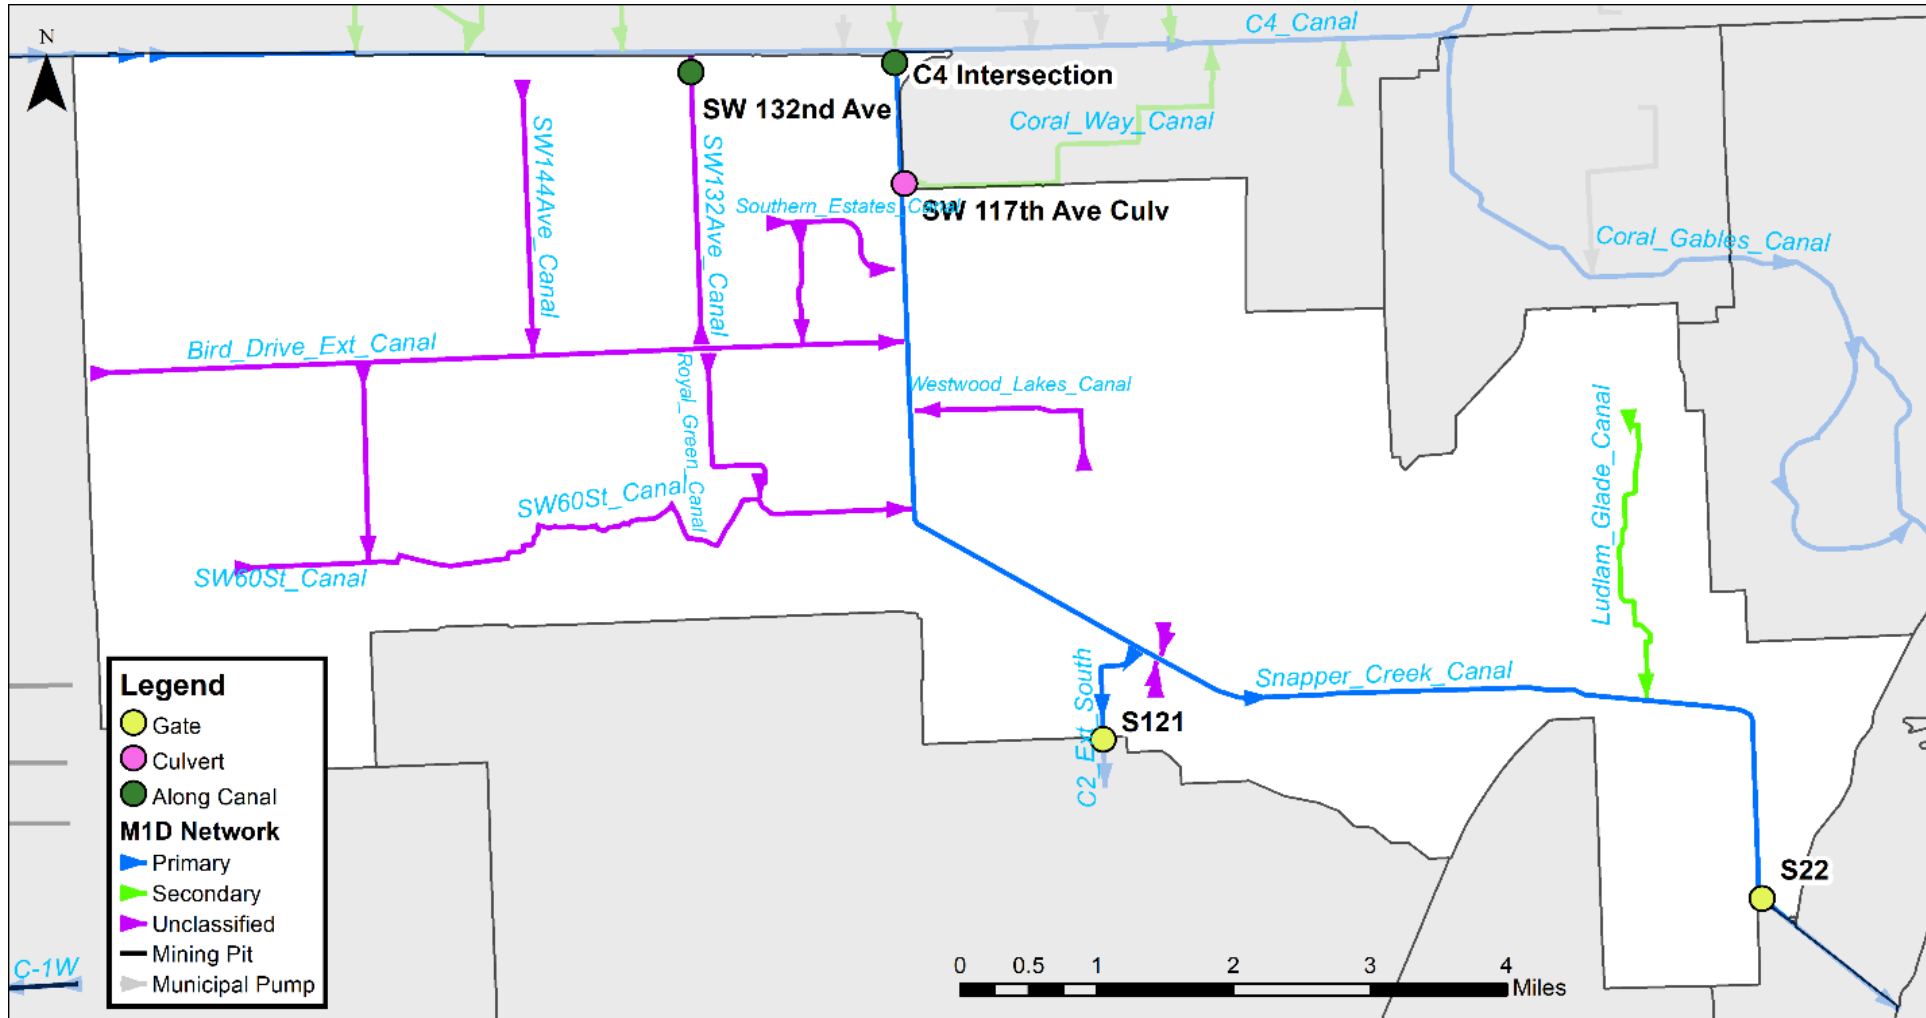 N
C4_Canal
C4 Intersection
SW 132nd Ave
Coral_Way_Canal
SW144Ave_Canal
SW132Ave_Canal
Southern_Estates_Canal
SW 117th Ave Culv
Coral_Gables_Canal
Bird_Drive_Ext_Canal
Royal_Green_Canal
Westwood_Lakes_Canal
Ludlam_Glade_Canal
SW60St_Canal
SW60St_Canal
C2_Ext_South
Snapper_Creek_Canal
S121
S22
Legend
Gate
Culvert
Along Canal
M1D Network
Primary
Secondary
Unclassified
Mining Pit
Municipal Pump
C-1W
0 0.5 1 2 3 4
Miles